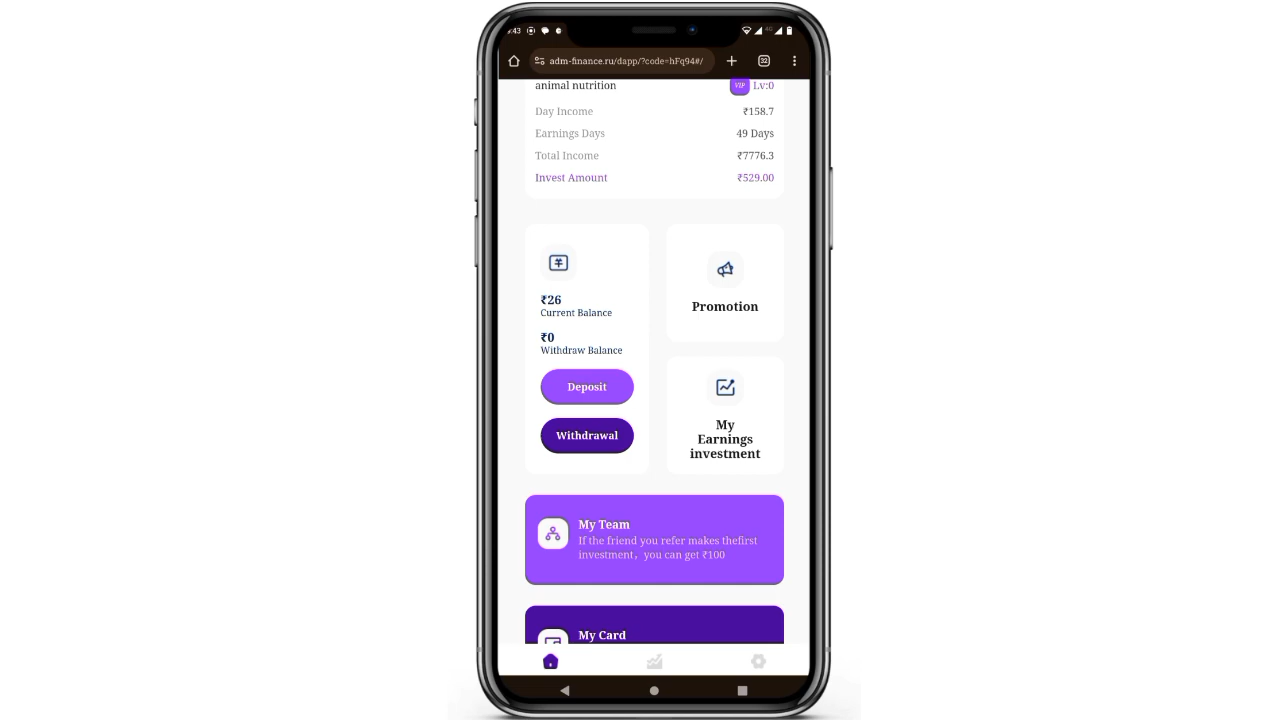 :43
adm-finance.ru/dapp/?code=hFq94#/
32
animal nutrition
VIP Lv:0
Day Income ₹158.7
Earnings Days 49 Days
Total Income ₹7776.3
Invest Amount ₹529.00
₹26
Current Balance
₹0
Withdraw Balance
Deposit
Withdrawal
Promotion
My
Earnings
investment
My Team
If the friend you refer makes thefirst
investment，you can get ₹100
My Card